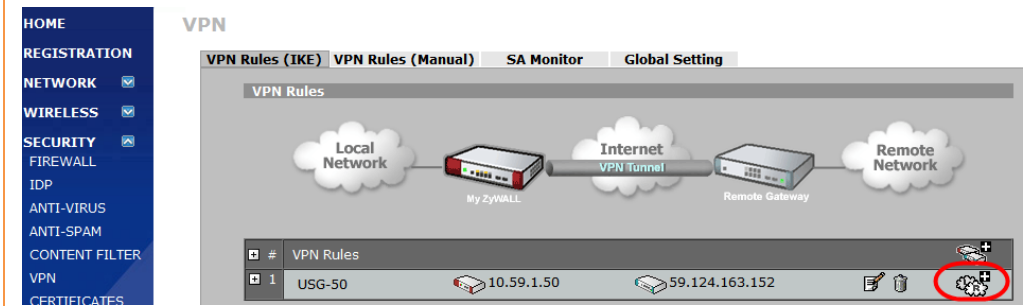 HOME
VPN
REGISTRATION
VPN Rules (IKE) VPN Rules (Manual) SA Monitor Global Setting
NETWORK
VPN Rules
WIRELESS
SECURITY
FIREWALL
IDP
ANTI-VIRUS
ANTI-SPAM
CONTENT FILTER
VPN
CERTIFICATES
Local
Network
My ZyWALL
Internet
VPN Tunnel
Remote Gateway
Remote
Network
# VPN Rules
1 USG-50 10.59.1.50 59.124.163.152